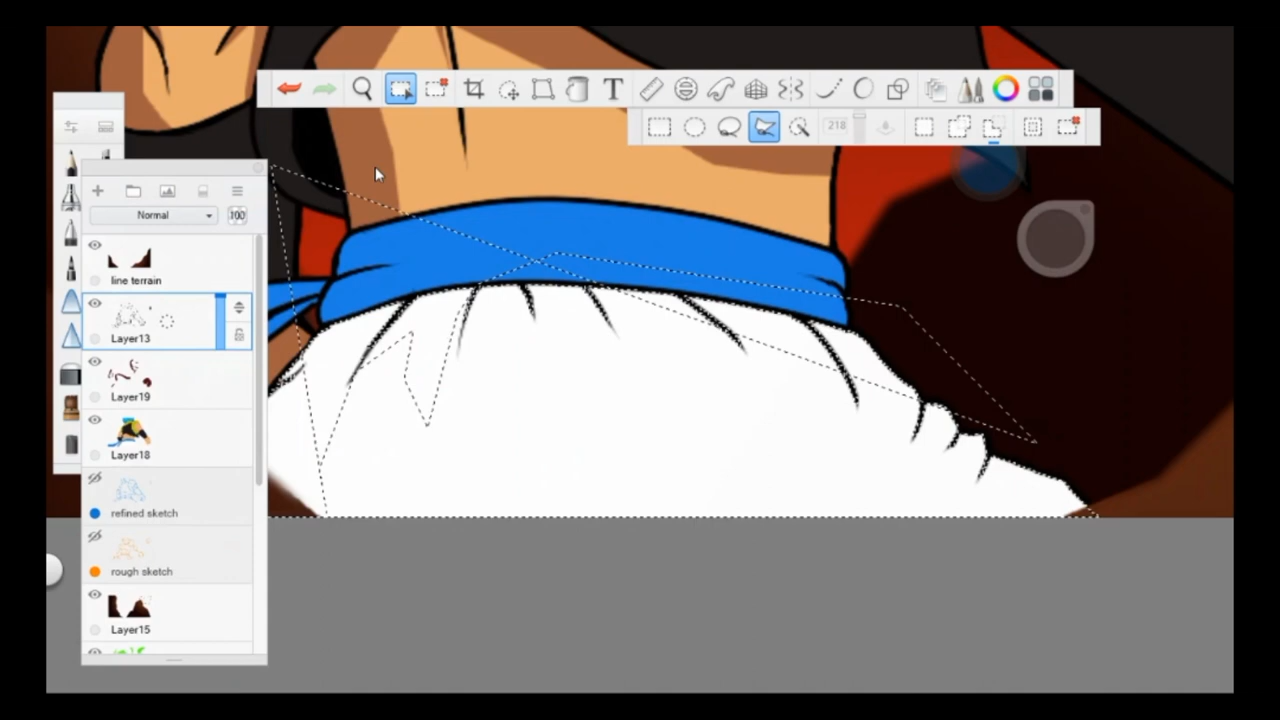 T
218
Normal
100
line terrain
Layer13
Layer19
Layer18
refined sketch
rough sketch
Layer15